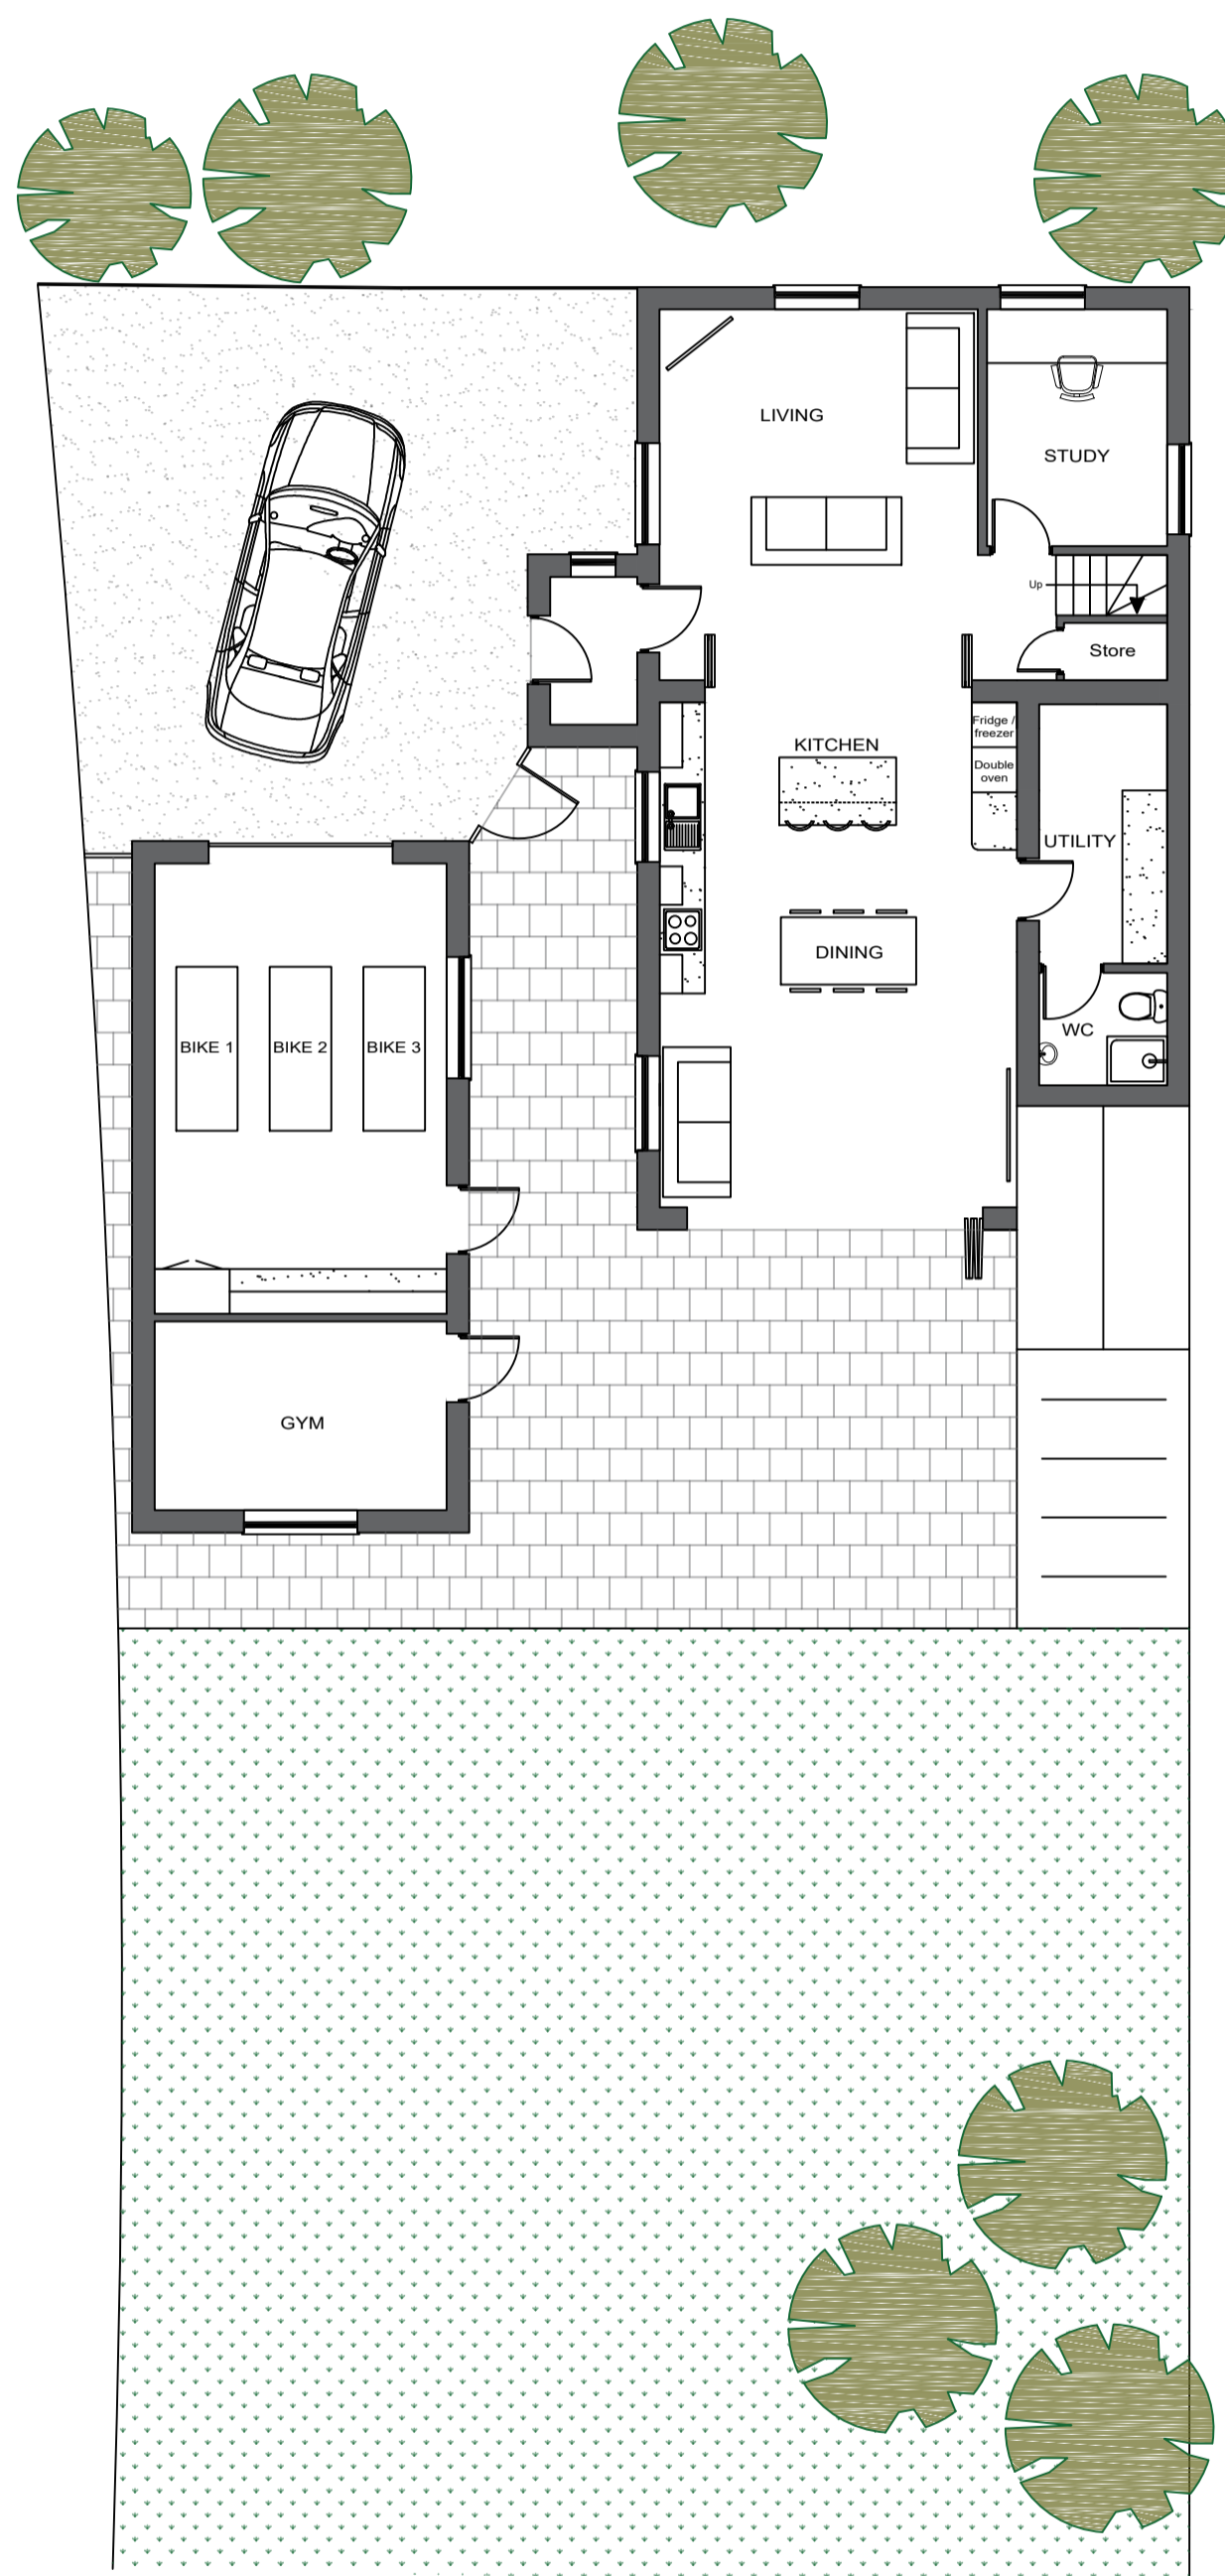 LIVING
STUDY
Up
Store
Fridge /
freezer
KITCHEN
Double
oven
UTILITY
DINING
WC
BIKE 1
BIKE 2
BIKE 3
GYM